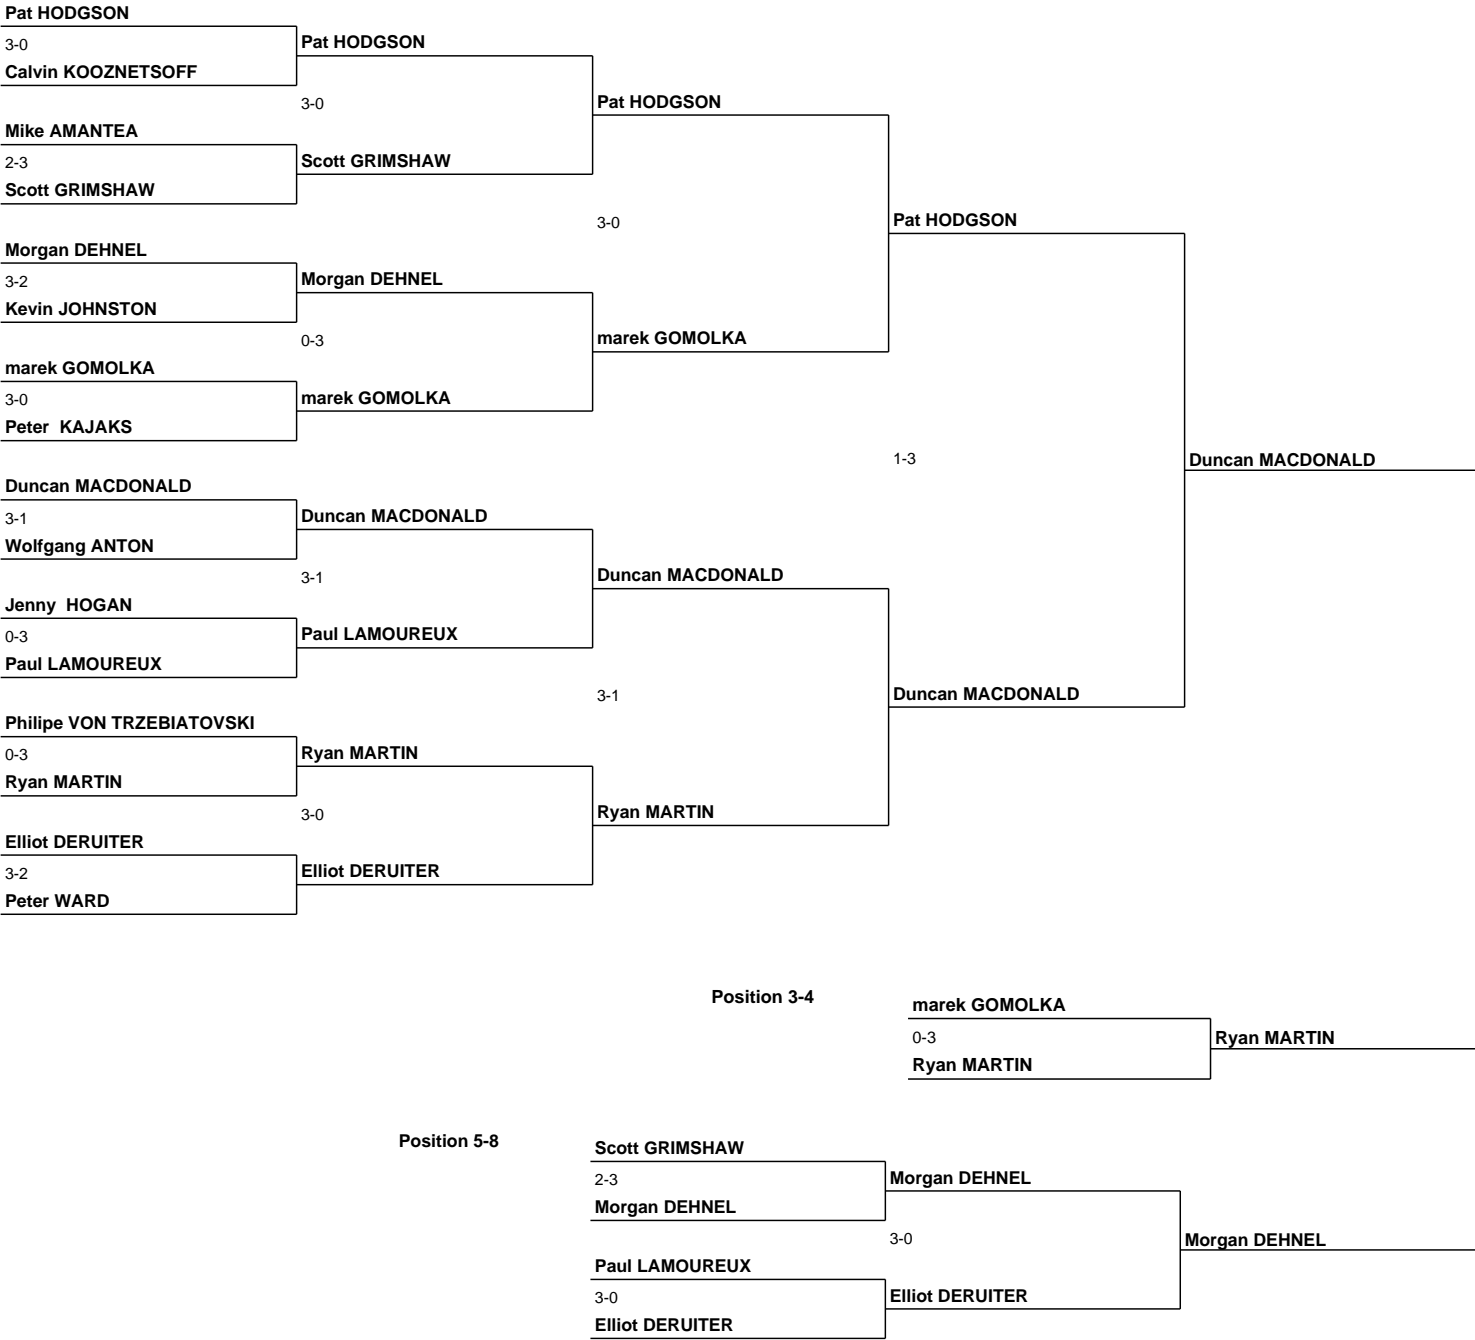 Pat HODGSON
3-0
Calvin KOOZNETSOFF
Mike AMANTEA
2-3
Scott GRIMSHAW
Morgan DEHNEL
3-2
Kevin JOHNSTON
marek GOMOLKA
3-0
Peter  KAJAKS
Duncan MACDONALD
3-1
Wolfgang ANTON
Jenny  HOGAN
0-3
Paul LAMOUREUX
Philipe VON TRZEBIATOVSKI
0-3
Ryan MARTIN
Elliot DERUITER
3-2
Peter WARD
Pat HODGSON
3-0
Scott GRIMSHAW
Morgan DEHNEL
0-3
marek GOMOLKA
Duncan MACDONALD
3-1
Paul LAMOUREUX
Ryan MARTIN
3-0
Elliot DERUITER
Pat HODGSON
3-0
marek GOMOLKA
Duncan MACDONALD
3-1
Ryan MARTIN
Pat HODGSON
1-3
Duncan MACDONALD
Duncan MACDONALD
Position 3-4
marek GOMOLKA
0-3
Ryan MARTIN
Ryan MARTIN
Position 5-8
Scott GRIMSHAW
2-3
Morgan DEHNEL
Paul LAMOUREUX
3-0
Elliot DERUITER
Morgan DEHNEL
3-0
Elliot DERUITER
Morgan DEHNEL